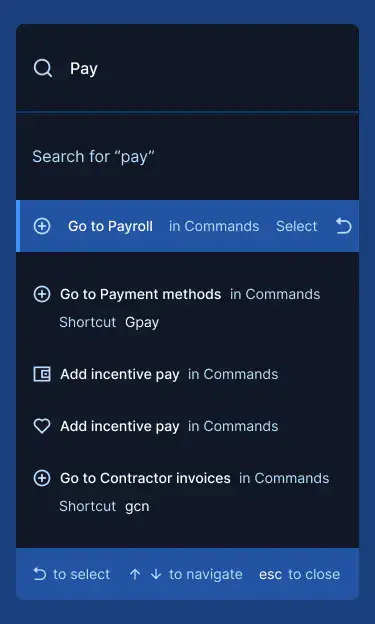 Pay
Search for “pay”
Go to Payroll in Commands Select
Go to Payment methods in Commands
Shortcut Gpay
Add incentive pay in Commands
Add incentive pay in Commands
Go to Contractor invoices in Commands
Shortcut gcn
to select ↑ ↓ to navigate esc to close